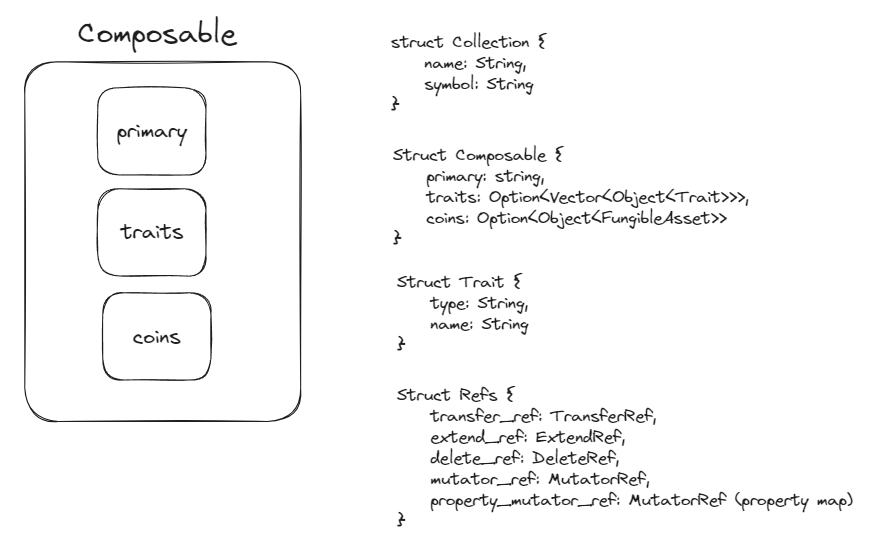 Composable
primary
traits
coins
struct Collection {
name: String,
symbol: String
}
Struct Composable {
primary: string,
traits: Option<Vector<Object<Trait>>>,
coins: Option<Object<FungibleAsset>>
}
Struct Trait {
type: String,
name: String
}
Struct Refs {
transfer_ref: TransferRef,
extend_ref: ExtendRef,
delete_ref: DeleteRef,
mutator_ref: MutatorRef,
property_mutator_ref: MutatorRef (property map)
}